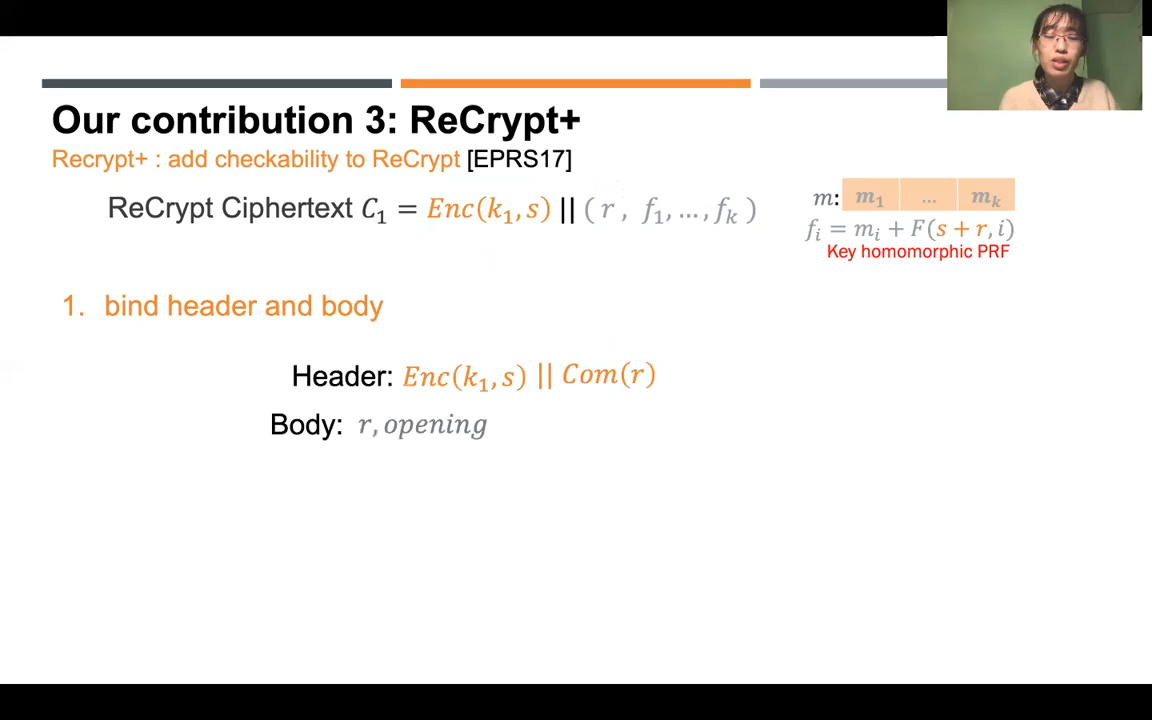 Our contribution 3: ReCrypt+
Recrypt+ : add checkability to ReCrypt [EPRS17]
ReCrypt Ciphertext C₁ = Enc(k₁, s) || ( r , f₁, … , fₖ )
m: m₁ … mₖ
fᵢ = mᵢ + F(s + r, i)
Key homomorphic PRF
1. bind header and body
Header: Enc(k₁, s) || Com(r)
Body: r, opening